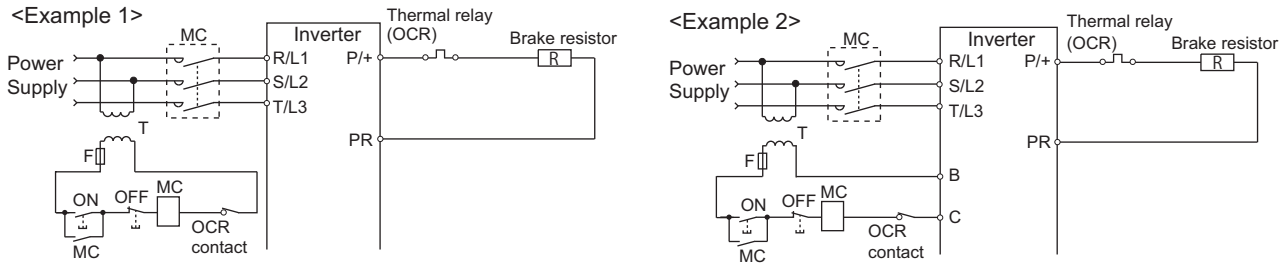 <Example 1>
MC
Inverter
Thermal relay
(OCR)
Brake resistor
Power
Supply
R/L1
S/L2
T/L3
P/+
R
PR
T
F
ON
OFF
MC
MC
OCR
contact
<Example 2>
MC
Inverter
Thermal relay
(OCR)
Brake resistor
Power
Supply
R/L1
S/L2
T/L3
P/+
R
PR
T
F
B
ON
OFF
MC
C
MC
OCR
contact